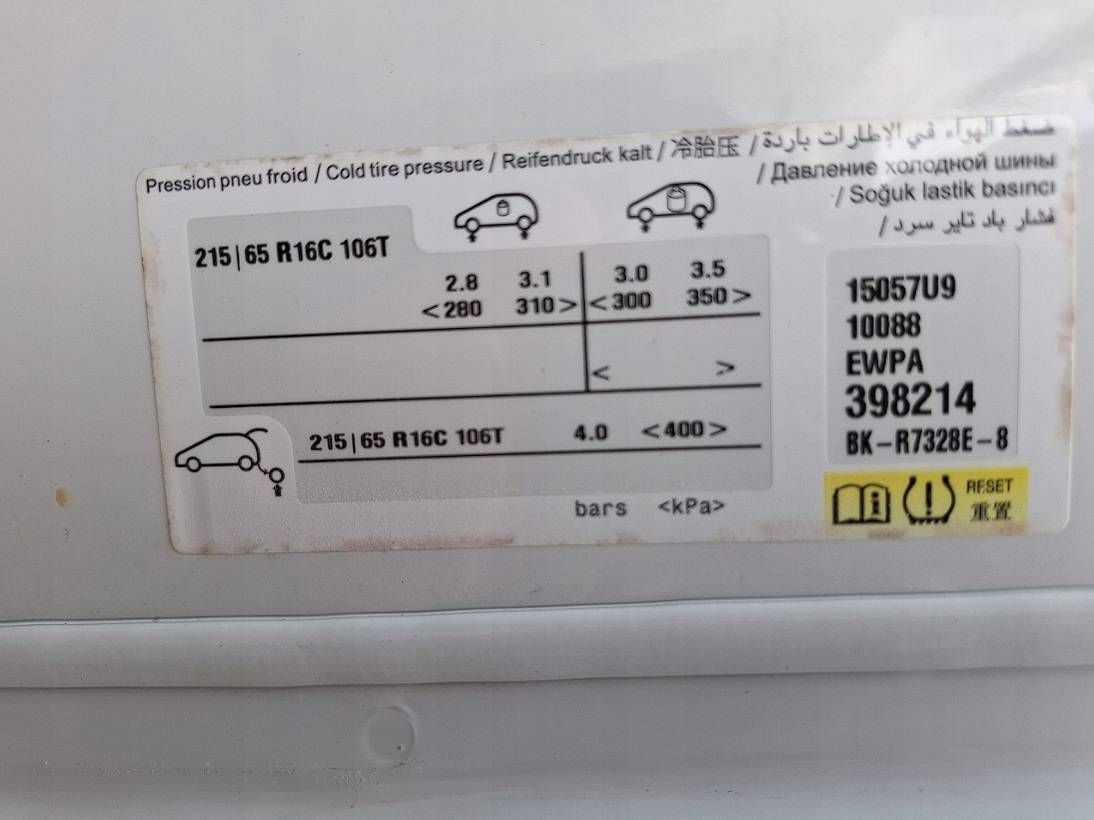 Pression pneu froid / Cold tire pressure / Reifendruck kalt / 冷胎压 / ضغط الهواء في الإطارات باردة
/ Давление холодной шины
/ Soğuk lastik basıncı
/ فشار باد تایر سرد
215|65 R16C 106T
2.8 3.1 3.0 3.5
<280 310> <300 350>
< >
215|65 R16C 106T 4.0 <400>
bars <kPa>
15057U9
10088
EWPA
398214
BK-R7328E-8
RESET
重置